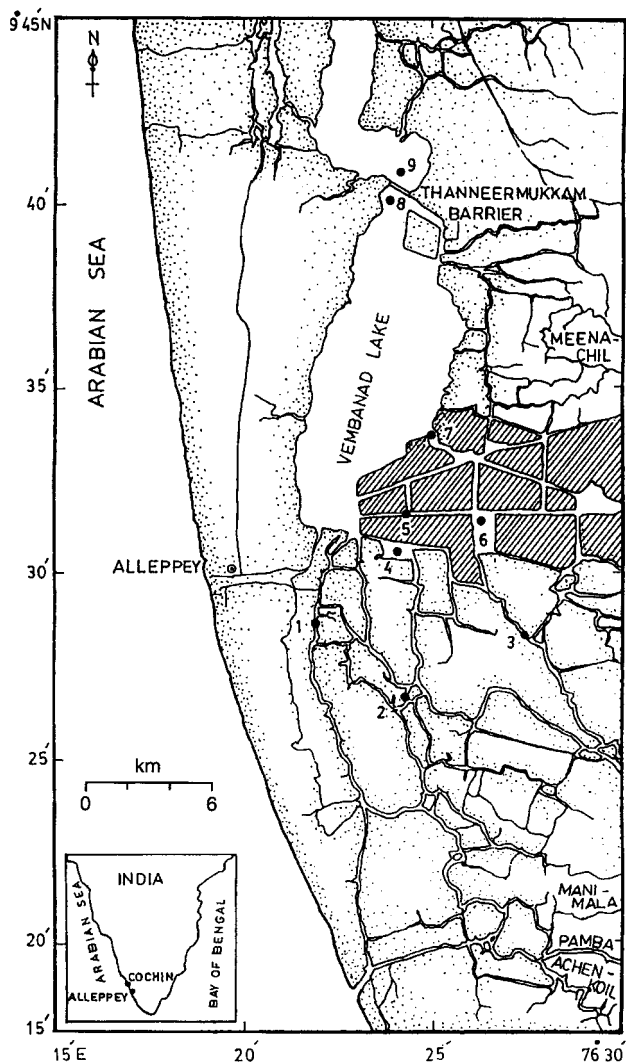 9°45'N
N
9
40'
8
THANNEERMUKKAM
BARRIER
ARABIAN SEA
MEENA-
CHIL
35'
VEMBANAD LAKE
7
5
6
4
ALLEPPEY
30'
1
3
2
25'
km
0 6
INDIA
ARABIAN SEA
COCHIN
ALLEPPEY
BAY OF BENGAL
MANI-
MALA
20'
PAMBA
ACHEN-
KOIL
15'
15'E 20' 25' 76°30'